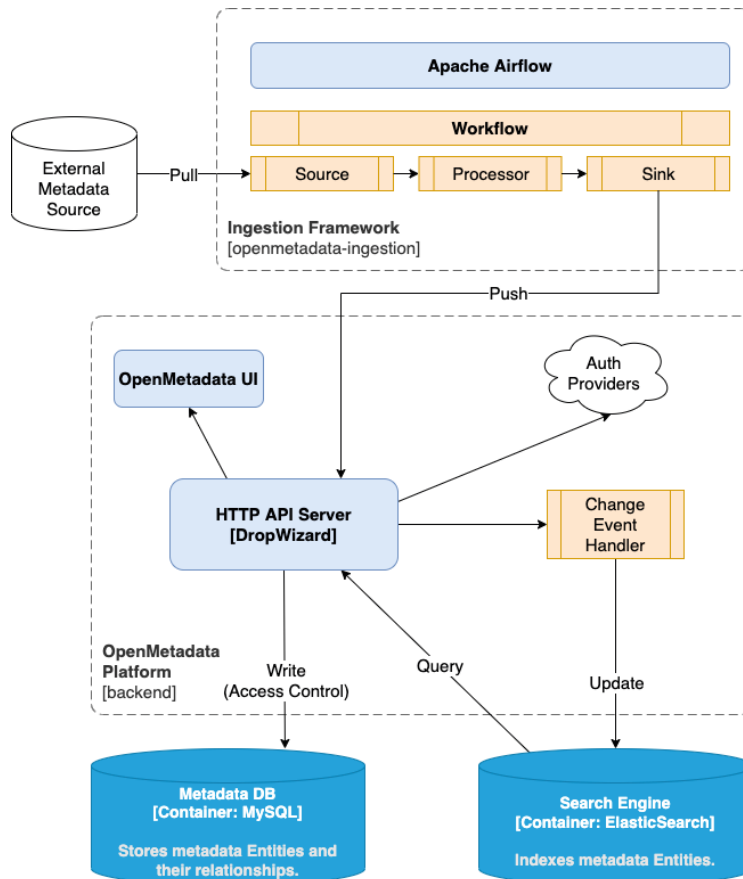 Apache Airflow
Workflow
External
Metadata
Source
Pull
Source
Processor
Sink
Ingestion Framework
[openmetadata-ingestion]
Push
OpenMetadata UI
Auth
Providers
HTTP API Server
[DropWizard]
Change
Event
Handler
OpenMetadata
Platform
[backend]
Write
(Access Control)
Query
Update
Metadata DB
[Container: MySQL]
Stores metadata Entities and
their relationships.
Search Engine
[Container: ElasticSearch]
Indexes metadata Entities.